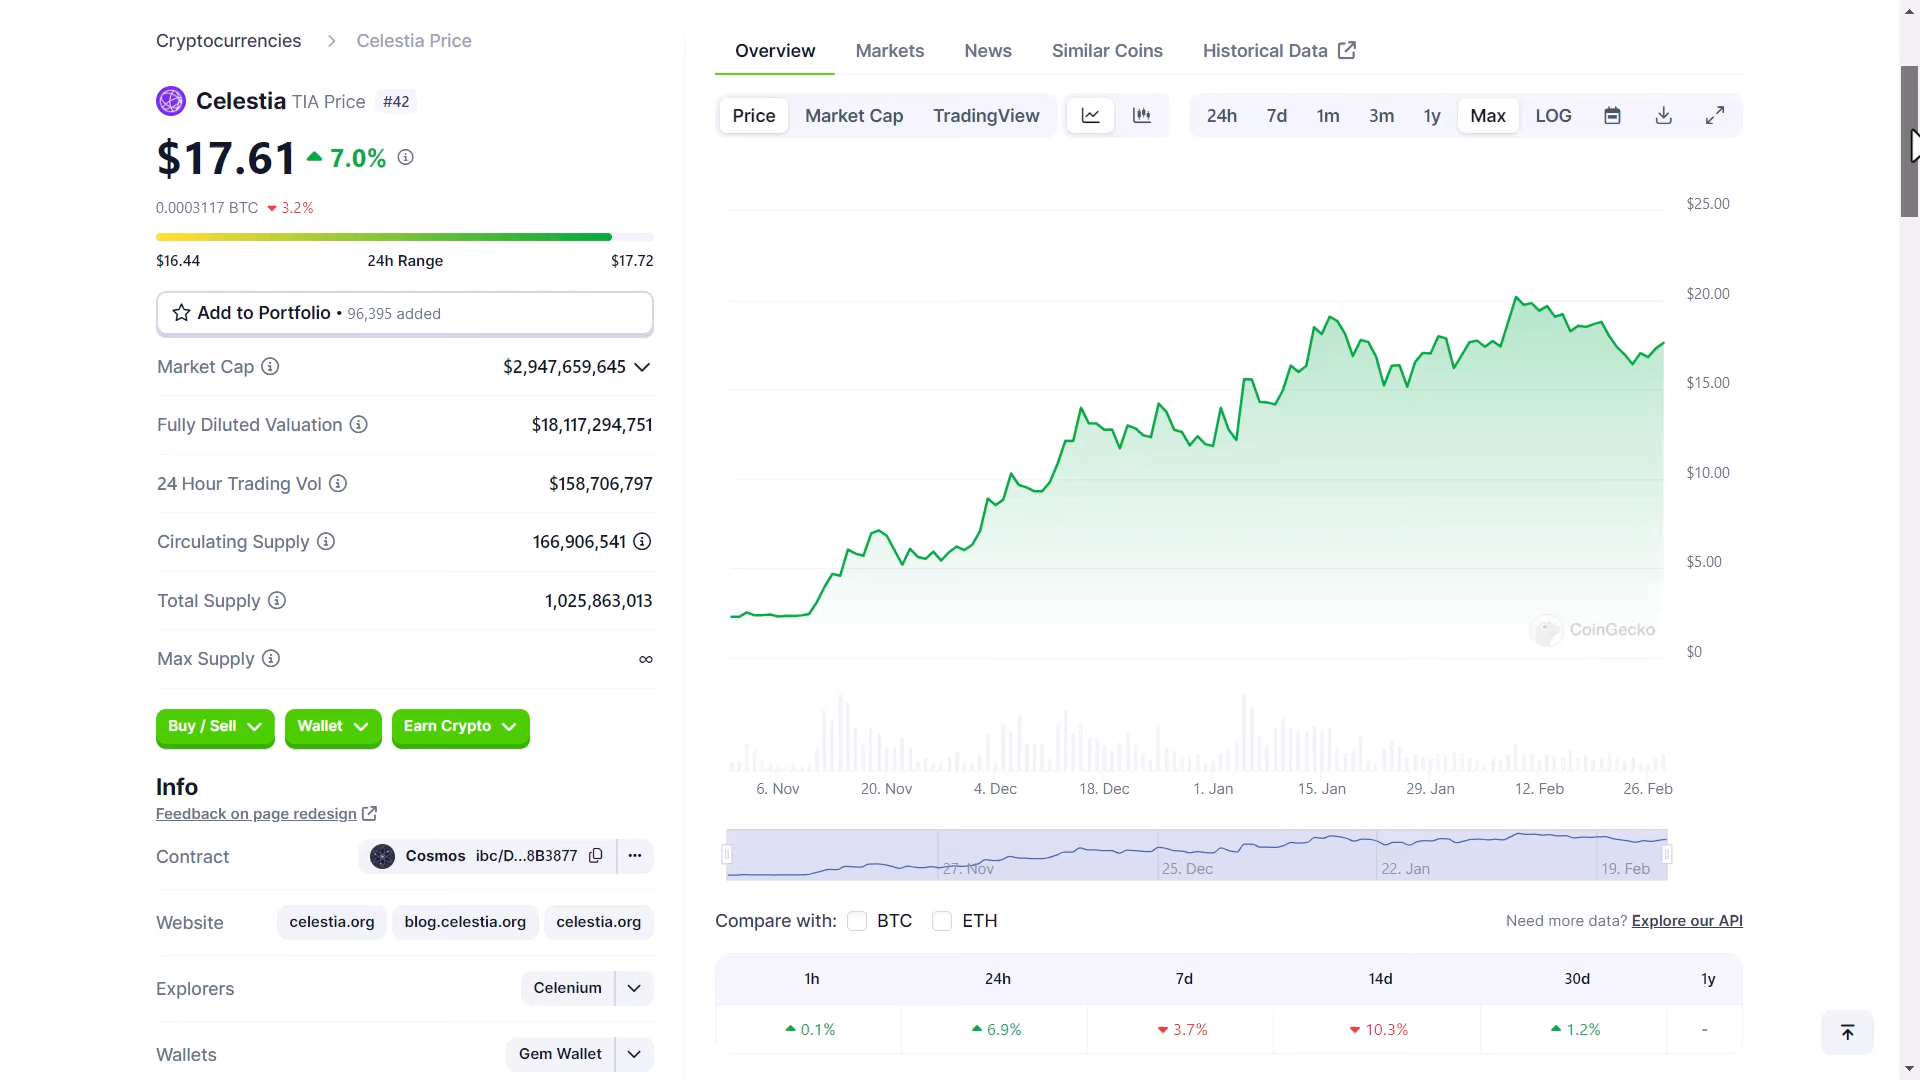 Cryptocurrencies > Celestia Price
Celestia TIA Price #42
$17.61 7.0%
0.0003117 BTC 3.2%
$16.44 24h Range $17.72
Add to Portfolio • 96,395 added
Market Cap $2,947,659,645
Fully Diluted Valuation $18,117,294,751
24 Hour Trading Vol $158,706,797
Circulating Supply 166,906,541
Total Supply 1,025,863,013
Max Supply ∞
Buy / Sell Wallet Earn Crypto
Info
Feedback on page redesign
Contract Cosmos ibc/D...8B3877 ···
Website celestia.org blog.celestia.org celestia.org
Explorers Celenium
Wallets Gem Wallet
Overview Markets News Similar Coins Historical Data
Price Market Cap TradingView 24h 7d 1m 3m 1y Max LOG
$25.00
$20.00
$15.00
$10.00
$5.00
CoinGecko
$0
6. Nov 20. Nov 4. Dec 18. Dec 1. Jan 15. Jan 29. Jan 12. Feb 26. Feb
27. Nov 25. Dec 22. Jan 19. Feb
Compare with: BTC ETH Need more data? Explore our API
1h 24h 7d 14d 30d 1y
0.1% 6.9% 3.7% 10.3% 1.2% -